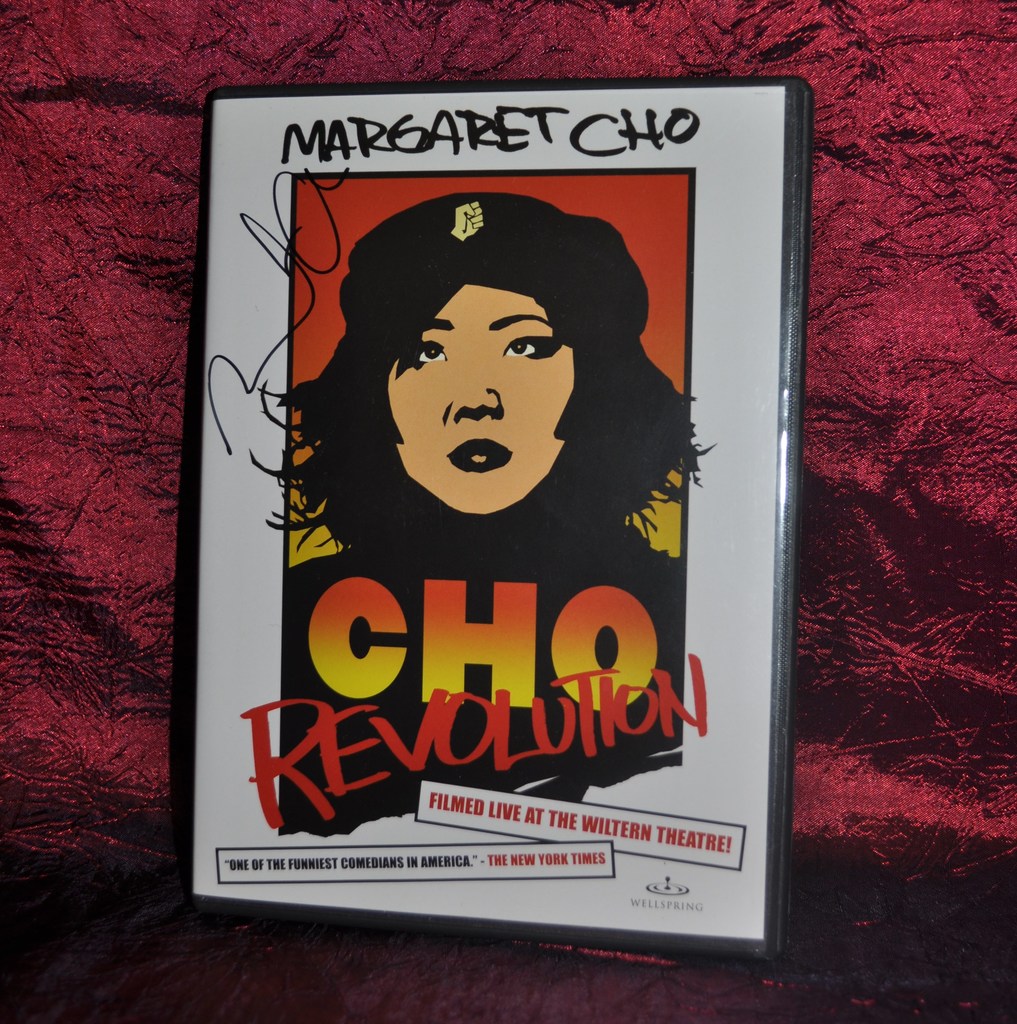 MARGARET CHO
CHO
REVOLUTION
FILMED LIVE AT THE WILTERN THEATRE!
"ONE OF THE FUNNIEST COMEDIANS IN AMERICA." - THE NEW YORK TIMES
WELLSPRING